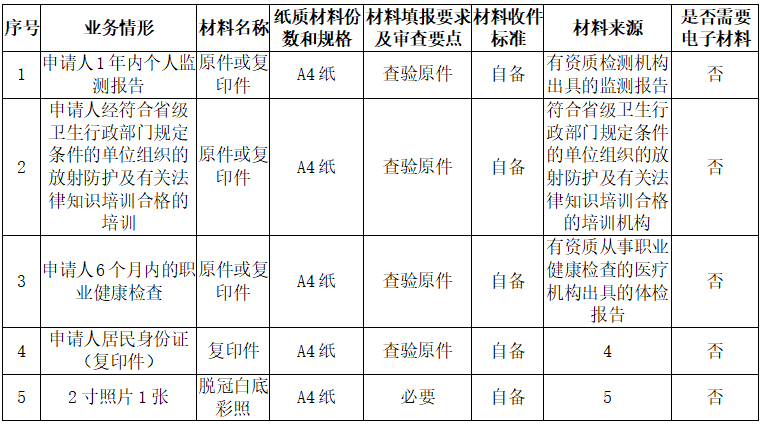 序号 业务情形 材料名称 纸质材料份数和规格 材料填报要求及审查要点 材料收件标准 材料来源 是否需要电子材料
1 申请人1年内个人监测报告 原件或复印件 A4纸 查验原件 自备 有资质检测机构出具的监测报告 否
2 申请人经符合省级卫生行政部门规定条件的单位组织的放射防护及有关法律知识培训合格的培训 原件或复印件 A4纸 查验原件 自备 符合省级卫生行政部门规定条件的单位组织的放射防护及有关法律知识培训合格的培训机构 否
3 申请人6个月内的职业健康检查 原件或复印件 A4纸 查验原件 自备 有资质从事职业健康检查的医疗机构出具的体检报告 否
4 申请人居民身份证（复印件） 复印件 A4纸 查验原件 自备 4 否
5 2寸照片1张 脱冠白底彩照 A4纸 必要 自备 5 否